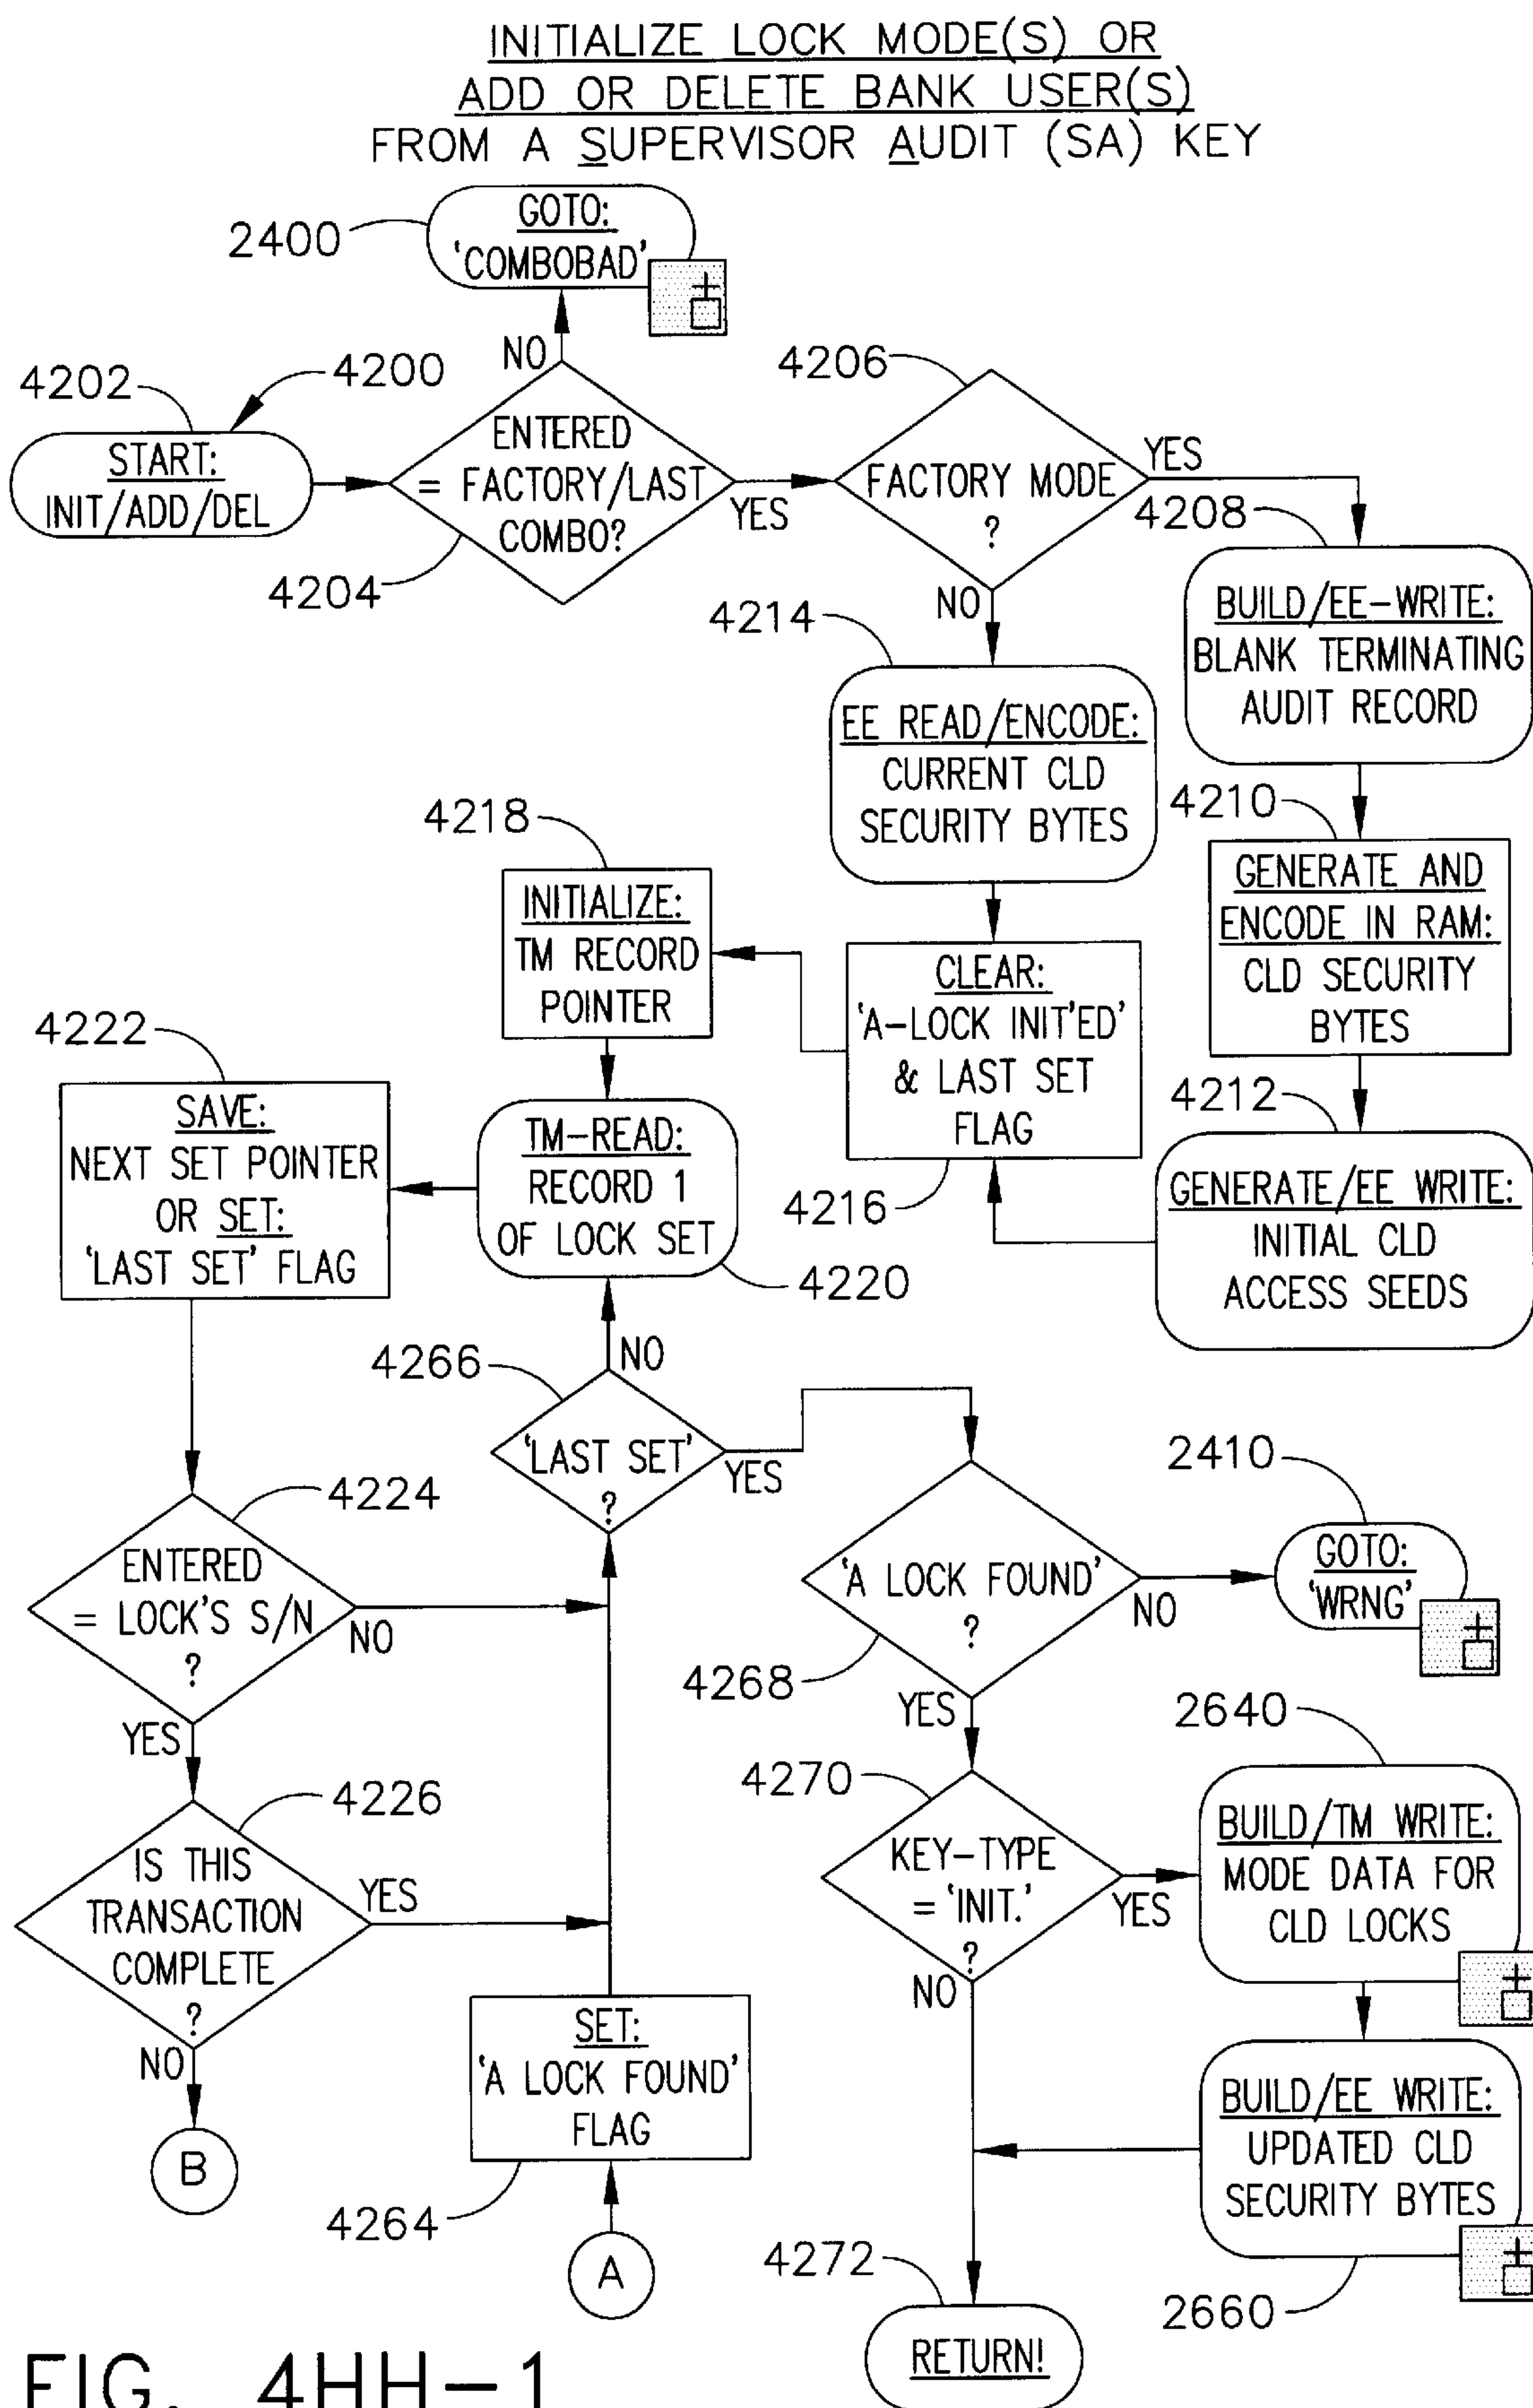 INITIALIZE LOCK MODE(S) OR
ADD OR DELETE BANK USER(S)
FROM A SUPERVISOR AUDIT (SA) KEY
2400
GOTO:
'COMBOBAD'
NO
4202
4200
START:
INIT/ADD/DEL
ENTERED
= FACTORY/LAST
COMBO?
YES
4204
4206
FACTORY MODE
?
YES
NO
4208
BUILD/EE-WRITE:
BLANK TERMINATING
AUDIT RECORD
4214
EE READ/ENCODE:
CURRENT CLD
SECURITY BYTES
4210
GENERATE AND
ENCODE IN RAM:
CLD SECURITY
BYTES
4218
INITIALIZE:
TM RECORD
POINTER
CLEAR:
'A-LOCK INIT'ED'
& LAST SET
FLAG
4216
4212
GENERATE/EE WRITE:
INITIAL CLD
ACCESS SEEDS
4222
SAVE:
NEXT SET POINTER
OR SET:
'LAST SET' FLAG
TM-READ:
RECORD 1
OF LOCK SET
4220
4266
NO
'LAST SET'
?
YES
4224
ENTERED
= LOCK'S S/N
?
NO
YES
'A LOCK FOUND'
?
NO
4268
YES
2410
GOTO:
'WRNG'
4226
IS THIS
TRANSACTION
COMPLETE
?
YES
NO
B
4270
KEY-TYPE
= 'INIT.'
?
YES
NO
2640
BUILD/TM WRITE:
MODE DATA FOR
CLD LOCKS
SET:
'A LOCK FOUND'
FLAG
4264
A
BUILD/EE WRITE:
UPDATED CLD
SECURITY BYTES
2660
4272
RETURN!
FIG. 4HH-1